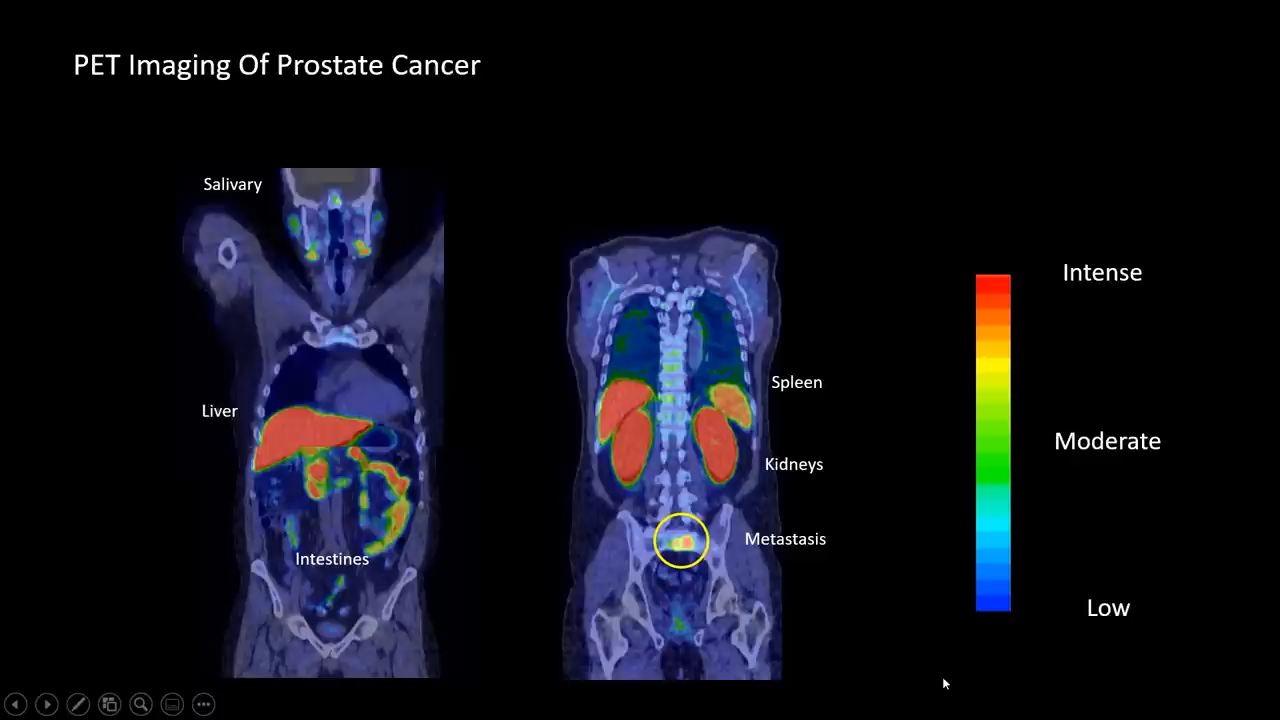 PET Imaging Of Prostate Cancer
Salivary
Liver
Intestines
Spleen
Kidneys
Metastasis
Intense
Moderate
Low